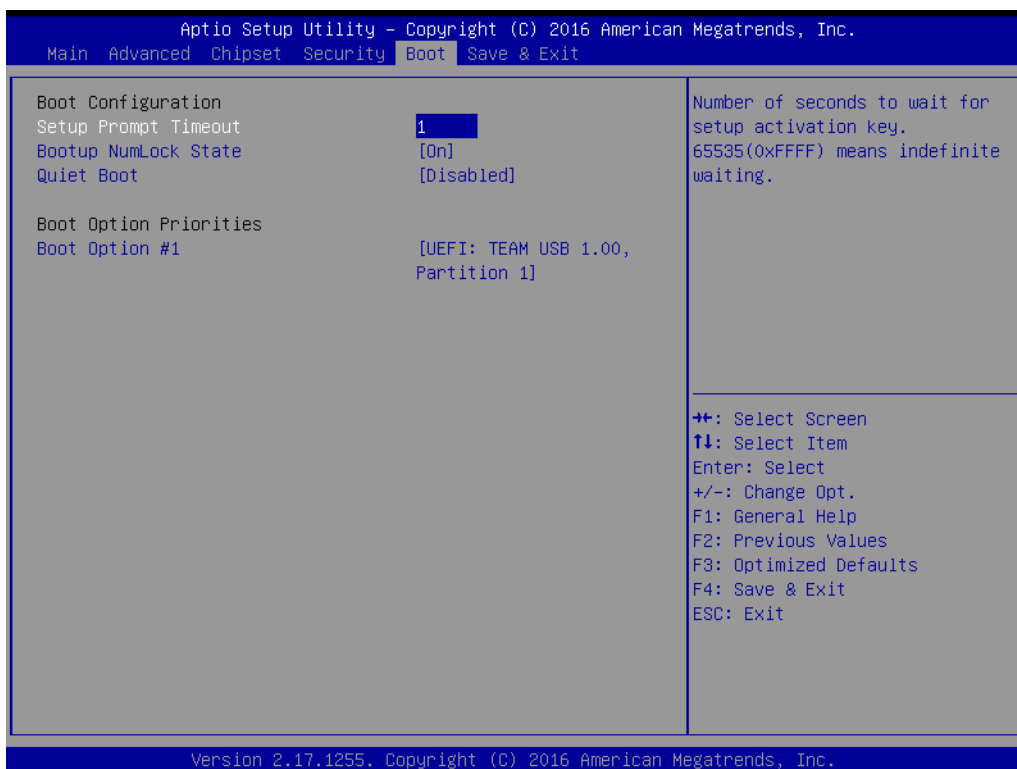 Aptio Setup Utility – Copyright (C) 2016 American Megatrends, Inc.
Main Advanced Chipset Security Boot Save & Exit
Boot Configuration
Setup Prompt Timeout 1
Bootup NumLock State [On]
Quiet Boot [Disabled]
Boot Option Priorities
Boot Option #1 [UEFI: TEAM USB 1.00,
Partition 1]
Number of seconds to wait for
setup activation key.
65535(0xFFFF) means indefinite
waiting.
→←: Select Screen
↑↓: Select Item
Enter: Select
+/-: Change Opt.
F1: General Help
F2: Previous Values
F3: Optimized Defaults
F4: Save & Exit
ESC: Exit
Version 2.17.1255. Copyright (C) 2016 American Megatrends, Inc.